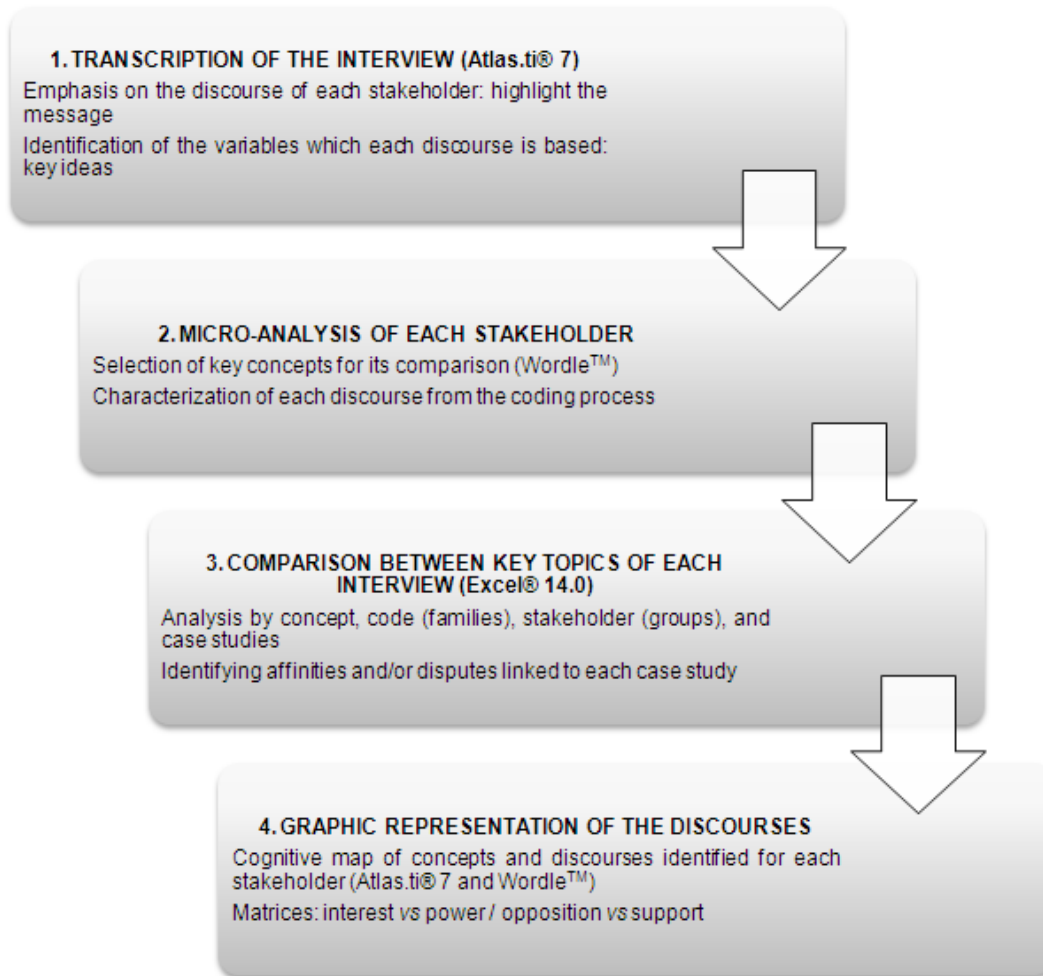 1. TRANSCRIPTION OF THE INTERVIEW (Atlas.ti® 7)
Emphasis on the discourse of each stakeholder: highlight the
message
Identification of the variables which each discourse is based:
key ideas
2. MICRO-ANALYSIS OF EACH STAKEHOLDER
Selection of key concepts for its comparison (Wordle™)
Characterization of each discourse from the coding process
3. COMPARISON BETWEEN KEY TOPICS OF EACH
INTERVIEW (Excel® 14.0)
Analysis by concept, code (families), stakeholder (groups), and
case studies
Identifying affinities and/or disputes linked to each case study
4. GRAPHIC REPRESENTATION OF THE DISCOURSES
Cognitive map of concepts and discourses identified for each
stakeholder (Atlas.ti® 7 and Wordle™)
Matrices: interest vs power / opposition vs support